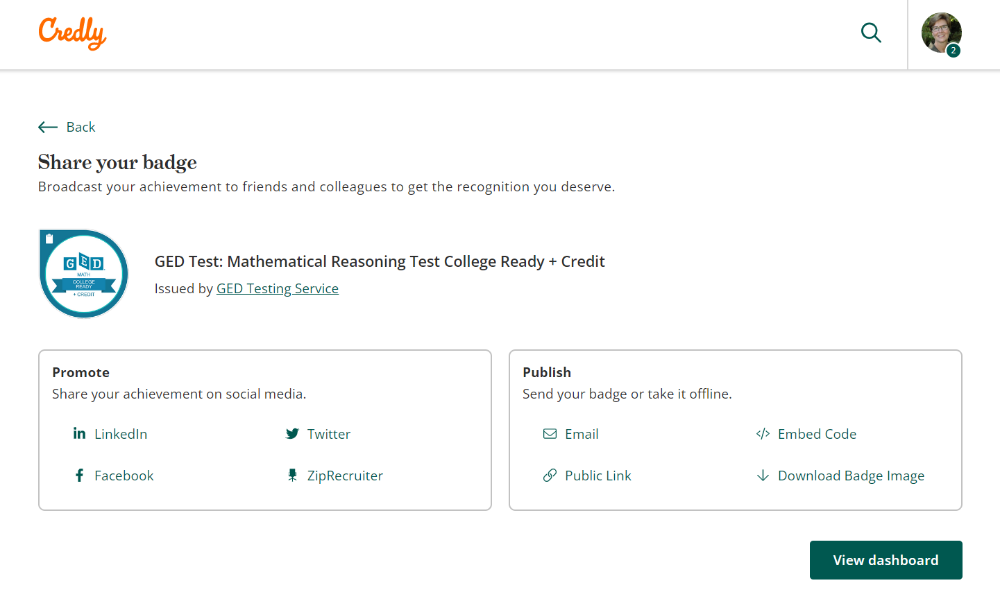 Credly
2
Back
Share your badge
Broadcast your achievement to friends and colleagues to get the recognition you deserve.
GED
MATH
COLLEGE
READY
+ CREDIT
GED Test: Mathematical Reasoning Test College Ready + Credit
Issued by GED Testing Service
Promote
Share your achievement on social media.
in LinkedIn
Twitter
f Facebook
ZipRecruiter
Publish
Send your badge or take it offline.
Email
</> Embed Code
Public Link
Download Badge Image
View dashboard